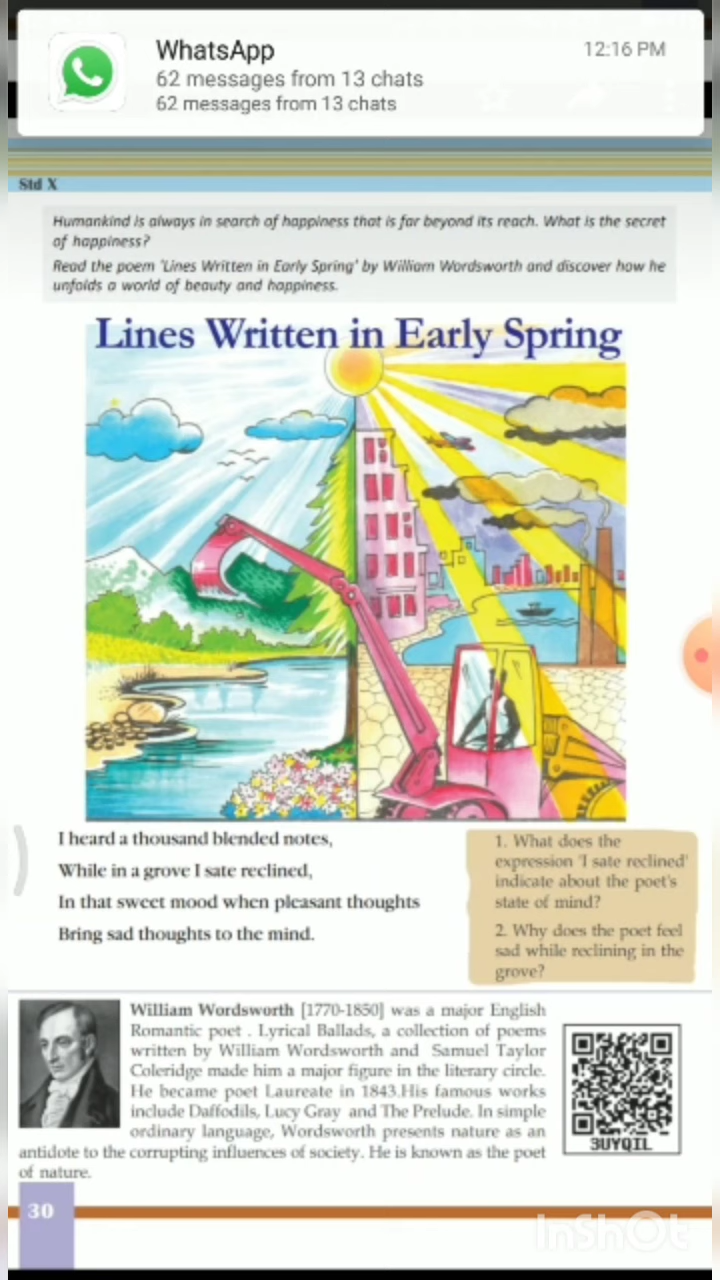 WhatsApp
12:16 PM
62 messages from 13 chats
62 messages from 13 chats
Std X
Humankind is always in search of happiness that is far beyond its reach. What is the secret
of happiness?
Read the poem 'Lines Written in Early Spring' by William Wordsworth and discover how he
unfolds a world of beauty and happiness.
Lines Written in Early Spring
I heard a thousand blended notes,
While in a grove I sate reclined,
In that sweet mood when pleasant thoughts
Bring sad thoughts to the mind.
1. What does the
expression 'I sate reclined'
indicate about the poet's
state of mind?
2. Why does the poet feel
sad while reclining in the
grove?
William Wordsworth [1770-1850] was a major English
Romantic poet . Lyrical Ballads, a collection of poems
written by William Wordsworth and Samuel Taylor
Coleridge made him a major figure in the literary circle.
He became poet Laureate in 1843.His famous works
include Daffodils, Lucy Gray and The Prelude. In simple
ordinary language, Wordsworth presents nature as an
antidote to the corrupting influences of society. He is known as the poet
of nature.
3UYQIL
30
InShOt